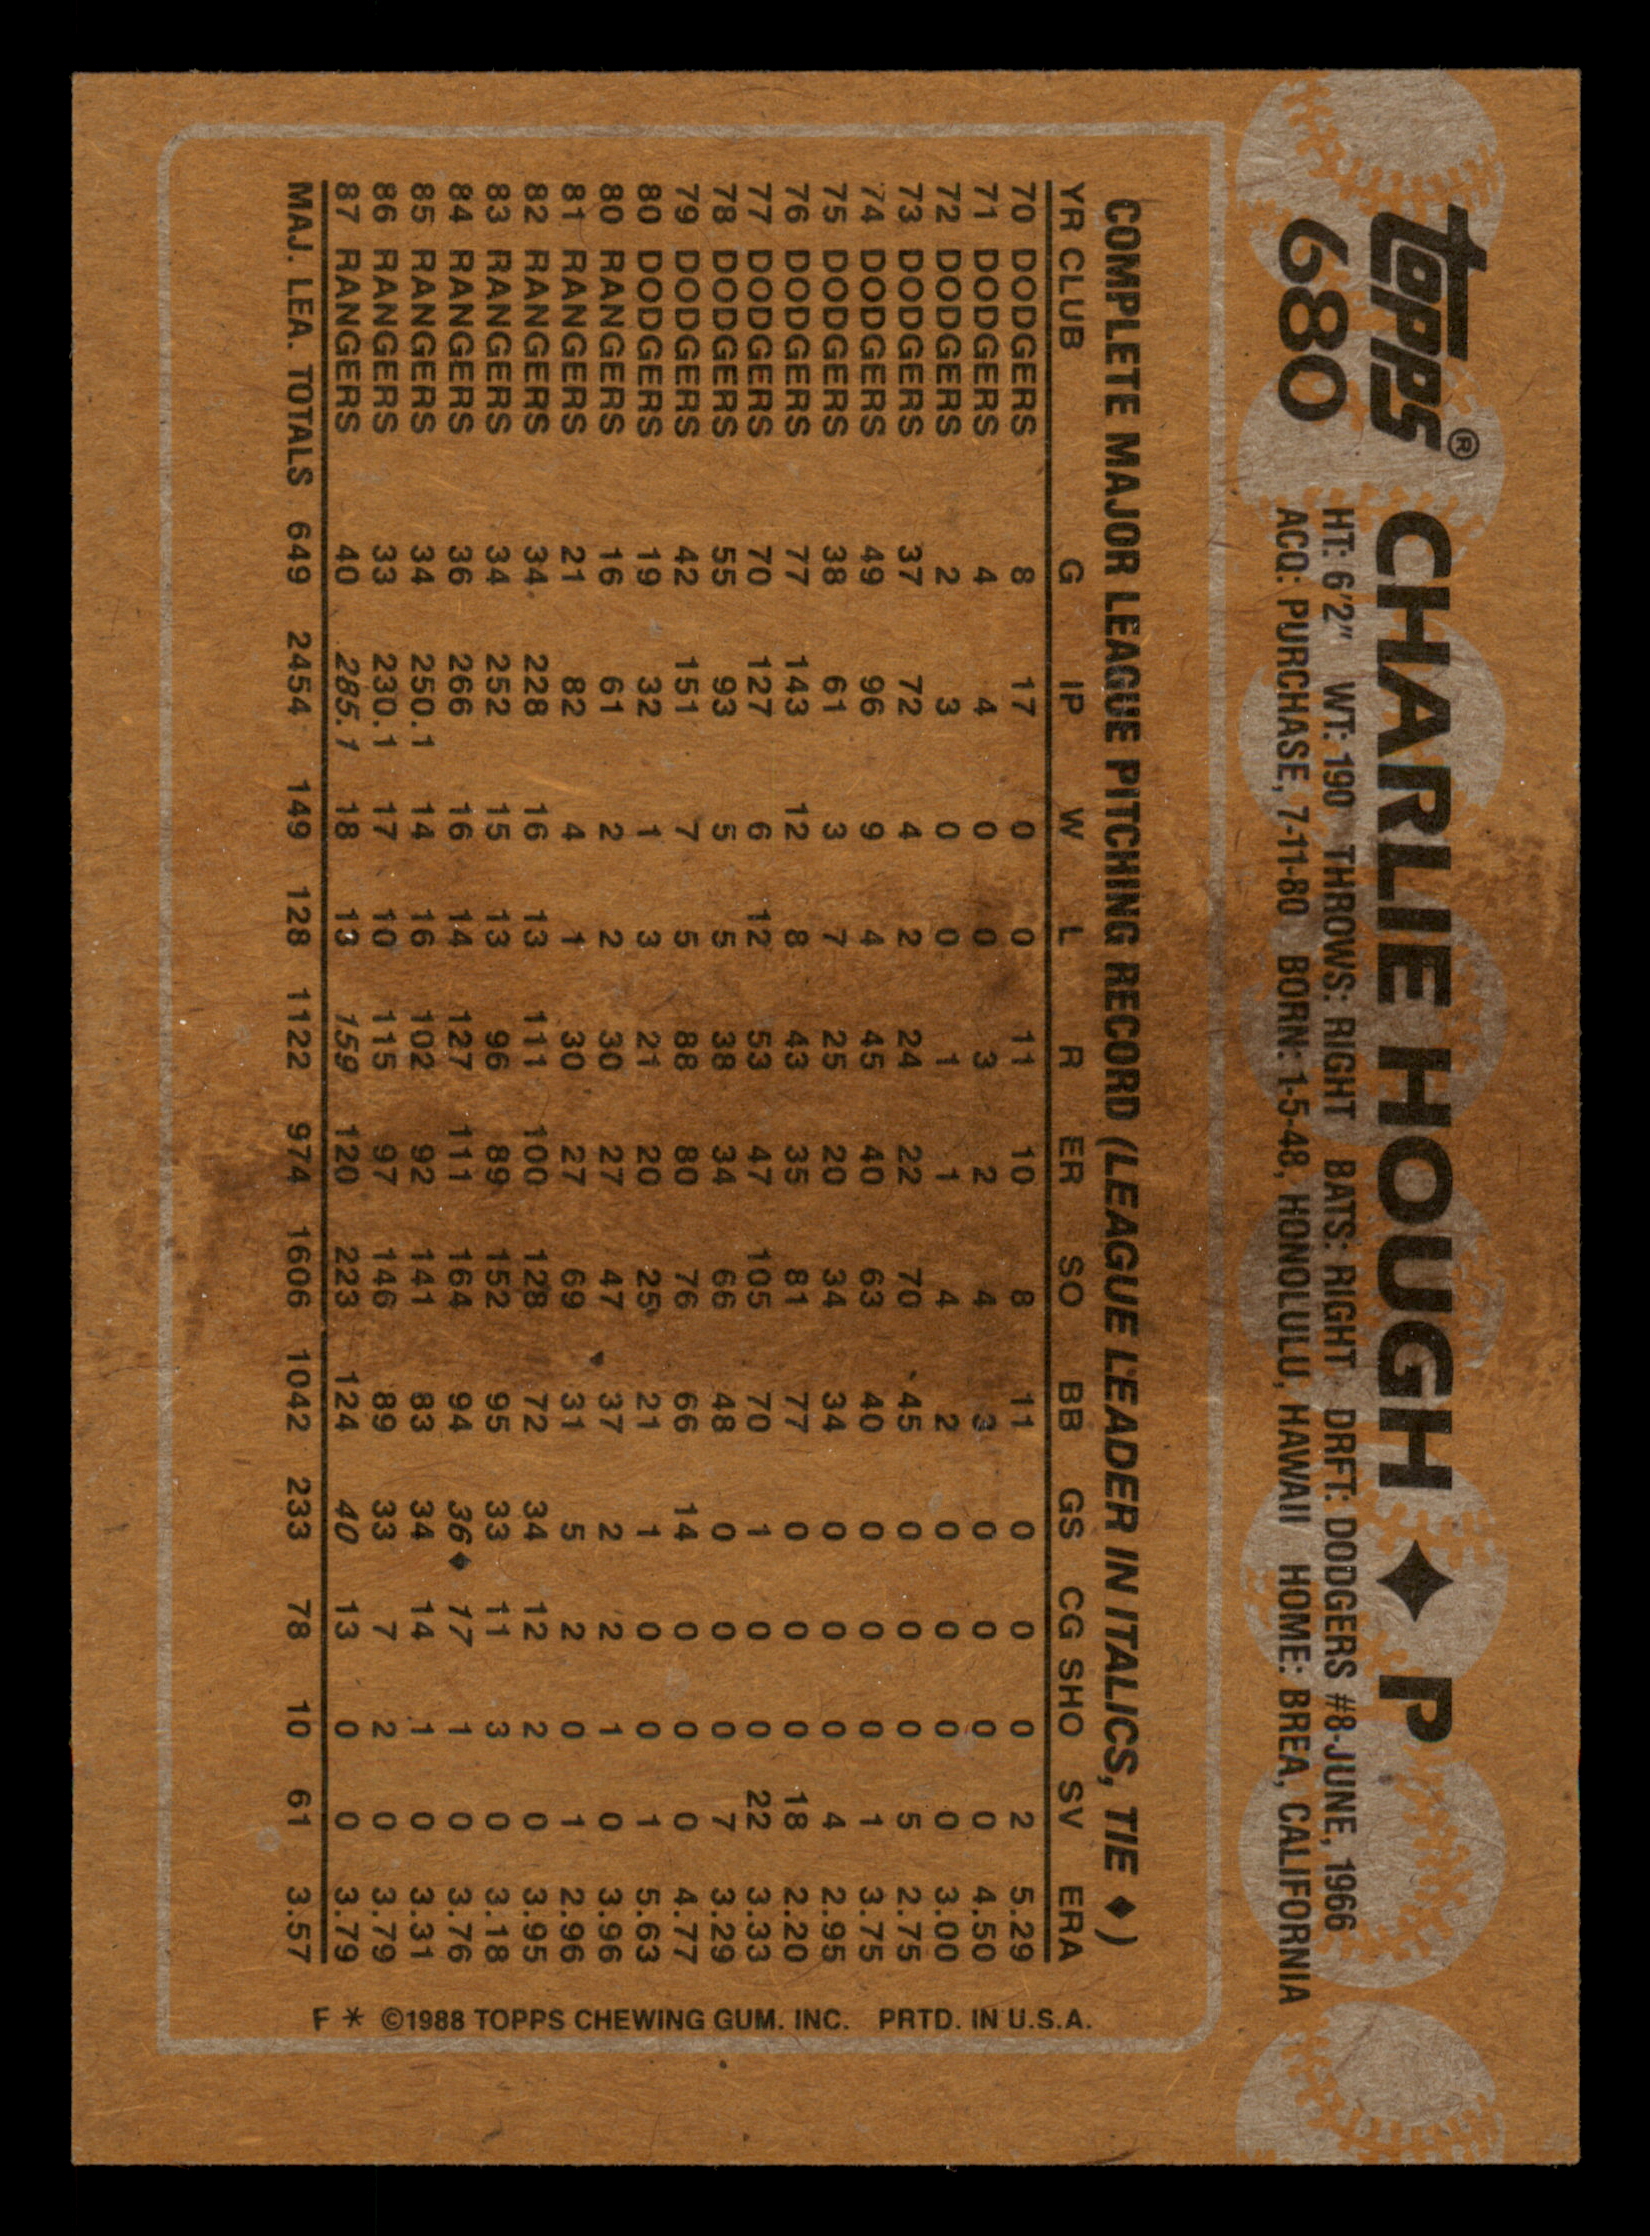 topps®
680
CHARLIE HOUGH ✦ P
HT: 6'2" WT: 190 THROWS: RIGHT BATS: RIGHT DRFT: DODGERS #8-JUNE, 1966
ACQ: PURCHASE, 7-11-80 BORN: 1-5-48, HONOLULU, HAWAII HOME: BREA, CALIFORNIA
COMPLETE MAJOR LEAGUE PITCHING RECORD (LEAGUE LEADER IN ITALICS, TIE ♦)
YR CLUB G IP W L R ER SO BB GS CG SHO SV ERA
70 DODGERS 8 17 0 0 11 10 8 11 0 0 0 2 5.29
71 DODGERS 4 4 0 0 3 2 4 3 0 0 0 0 4.50
72 DODGERS 2 3 0 0 1 1 4 2 0 0 0 0 3.00
73 DODGERS 37 72 4 2 24 22 70 45 0 0 0 5 2.75
74 DODGERS 49 96 9 4 45 40 63 40 0 0 0 1 3.75
75 DODGERS 38 61 3 7 25 20 34 34 0 0 0 4 2.95
76 DODGERS 77 143 12 8 43 35 81 77 0 0 0 18 2.20
77 DODGERS 70 127 6 12 53 47 105 70 1 0 0 22 3.33
78 DODGERS 55 93 5 5 38 34 66 48 0 0 0 7 3.29
79 DODGERS 42 151 7 5 88 80 76 66 14 0 0 0 4.77
80 DODGERS 19 32 1 3 21 20 25 21 1 0 0 1 5.63
80 RANGERS 16 61 2 2 30 27 47 37 2 2 1 0 3.96
81 RANGERS 21 82 4 1 30 27 69 31 5 2 0 1 2.96
82 RANGERS 34 228 16 13 111 100 128 72 34 12 2 0 3.95
83 RANGERS 34 252 15 13 96 89 152 95 33 11 3 0 3.18
84 RANGERS 36 266 16 14 127 111 164 94 36♦ 17 1 0 3.76
85 RANGERS 34 250.1 14 16 102 92 141 83 34 14 1 0 3.31
86 RANGERS 33 230.1 17 10 115 97 146 89 33 7 2 0 3.79
87 RANGERS 40 285.1 18 13 159 120 223 124 40 13 0 0 3.79
MAJ. LEA. TOTALS 649 2454 149 128 1122 974 1606 1042 233 78 10 61 3.57
F * ©1988 TOPPS CHEWING GUM. INC. PRTD. IN U.S.A.